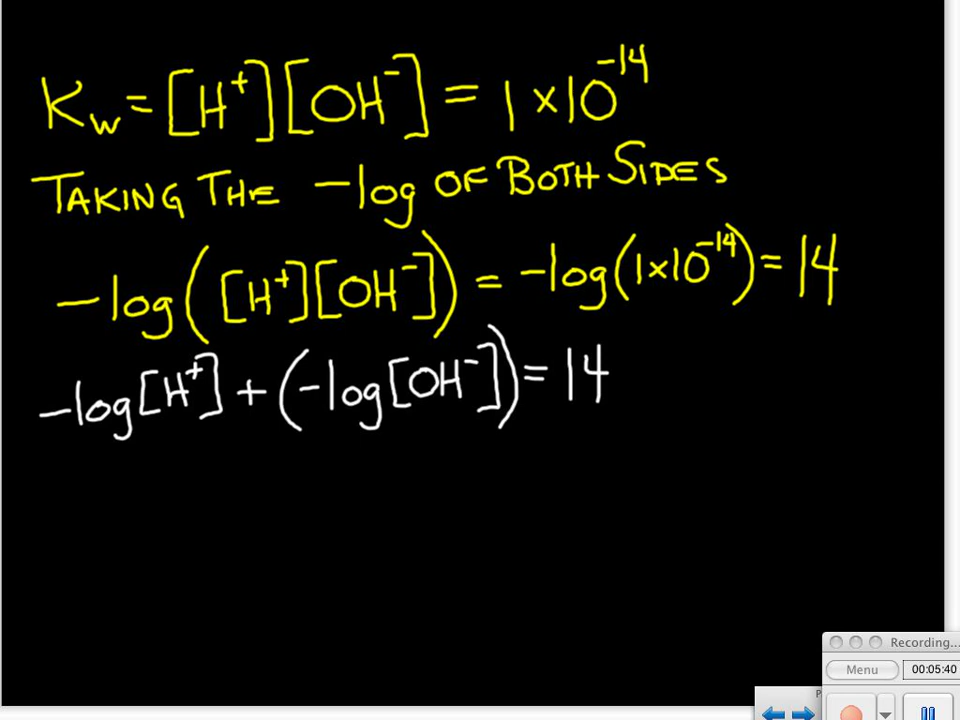 Kw = [H⁺][OH⁻] = 1 × 10⁻¹⁴
TAKING THE -log OF BOTH SIDES
-log([H⁺][OH⁻]) = -log(1×10⁻¹⁴) = 14
-log[H⁺] + (-log[OH⁻]) = 14
Recording...
Menu
00:05:40